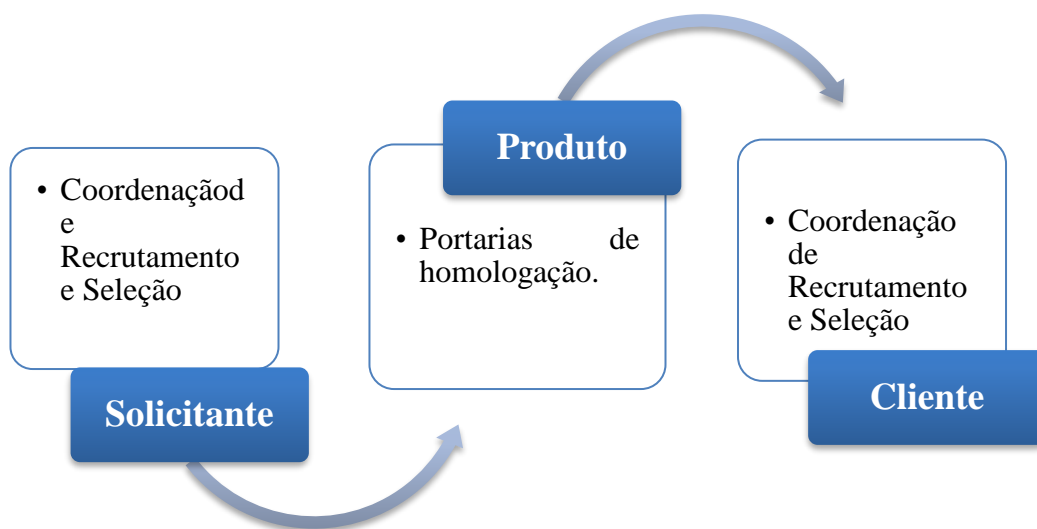 • Coordenaçãod
e
Recrutamento
e Seleção
Solicitante
Produto
• Portarias de
homologação.
• Coordenação
de
Recrutamento
e Seleção
Cliente